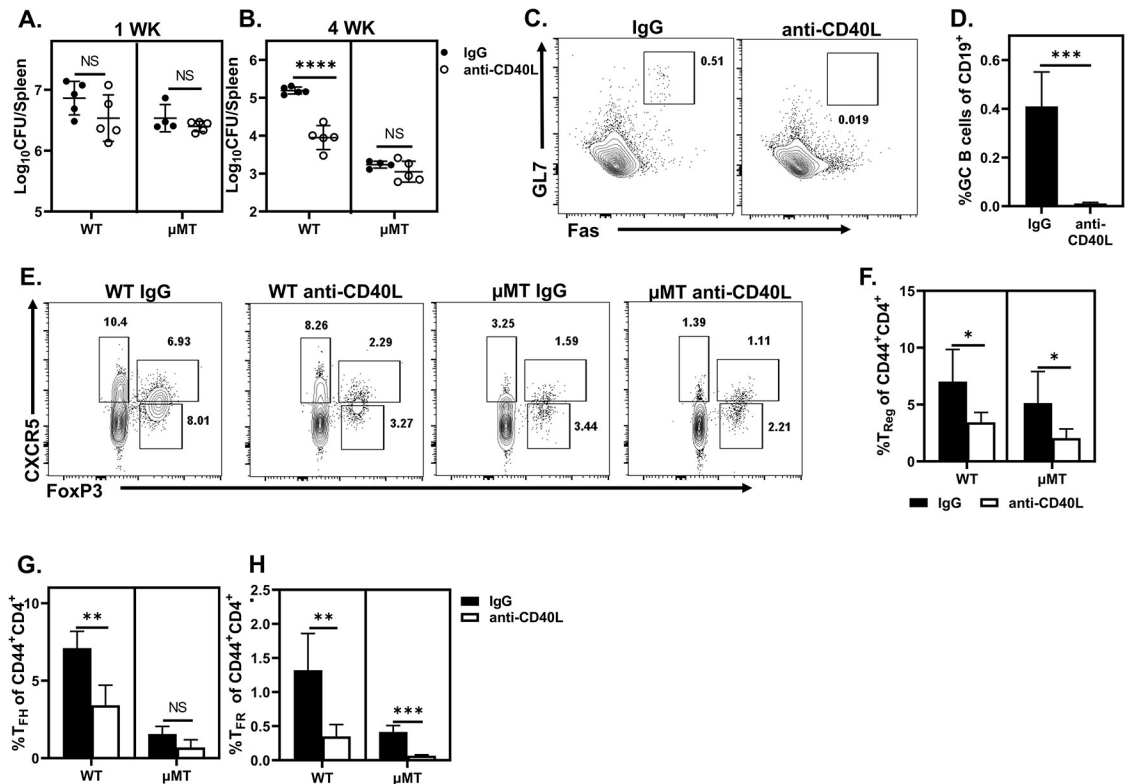 A.
1 WK
Log10CFU/Spleen
7
6
5
NS
NS
WT
µMT
B.
4 WK
Log10CFU/Spleen
6
5
4
3
2
****
NS
WT
µMT
IgG
anti-CD40L
C.
IgG
anti-CD40L
0.51
0.019
GL7
Fas
D.
%GC B cells of CD19+
0.6
0.4
0.2
0.0
***
IgG
anti-
CD40L
E.
WT IgG
WT anti-CD40L
µMT IgG
µMT anti-CD40L
10.4
6.93
8.01
8.26
2.29
3.27
3.25
1.59
3.44
1.39
1.11
2.21
CXCR5
FoxP3
F.
%TReg of CD44+CD4+
15
10
5
0
*
*
WT
µMT
IgG
anti-CD40L
G.
%TFH of CD44+CD4+
10
5
0
**
NS
WT
µMT
H.
%TFR of CD44+CD4+
2.5
2.0
1.5
1.0
0.5
0.0
**
***
WT
µMT
IgG
anti-CD40L